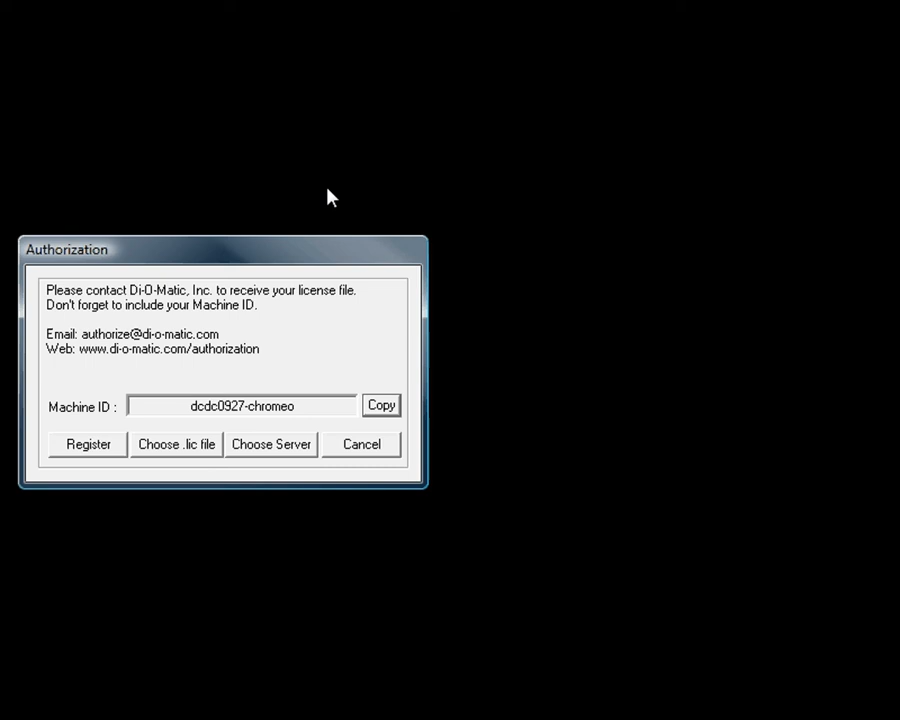 Authorization
Please contact Di-O-Matic, Inc. to receive your license file.
Don't forget to include your Machine ID.
Email: authorize@di-o-matic.com
Web: www.di-o-matic.com/authorization
Machine ID : dcdc0927-chromeo Copy
Register Choose .lic file Choose Server Cancel